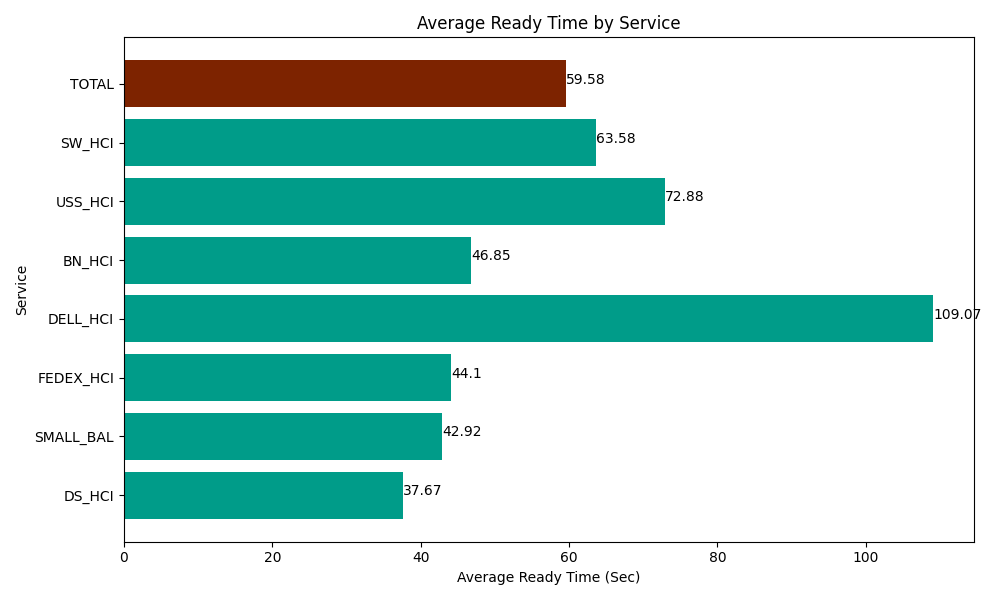 Average Ready Time by Service
TOTAL 59.58
SW_HCI 63.58
USS_HCI 72.88
BN_HCI 46.85
DELL_HCI 109.07
FEDEX_HCI 44.1
SMALL_BAL 42.92
DS_HCI 37.67
Service
0 20 40 60 80 100
Average Ready Time (Sec)